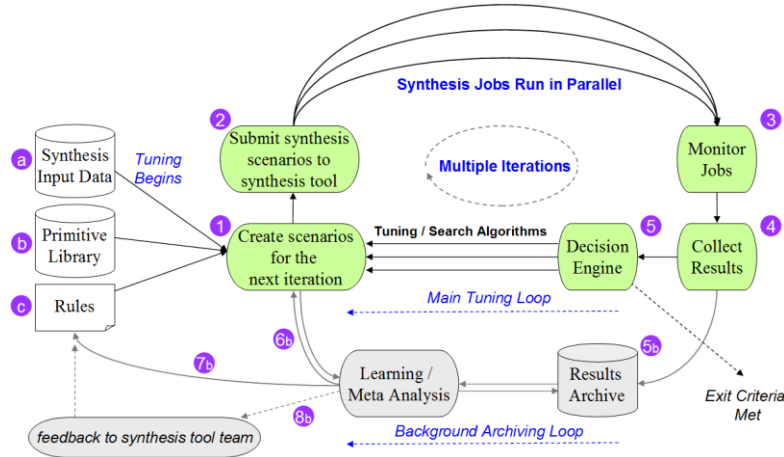 Synthesis Jobs Run in Parallel
2
Submit synthesis
scenarios to
synthesis tool
3
Monitor
Jobs
a
Synthesis
Input Data
Tuning
Begins
Multiple Iterations
b
Primitive
Library
1
Create scenarios
for the
next iteration
Tuning / Search Algorithms
5
Decision
Engine
4
Collect
Results
c
Rules
Main Tuning Loop
6b
7b
Learning /
Meta Analysis
5b
Results
Archive
Exit Criteria
Met
8b
feedback to synthesis tool team
Background Archiving Loop